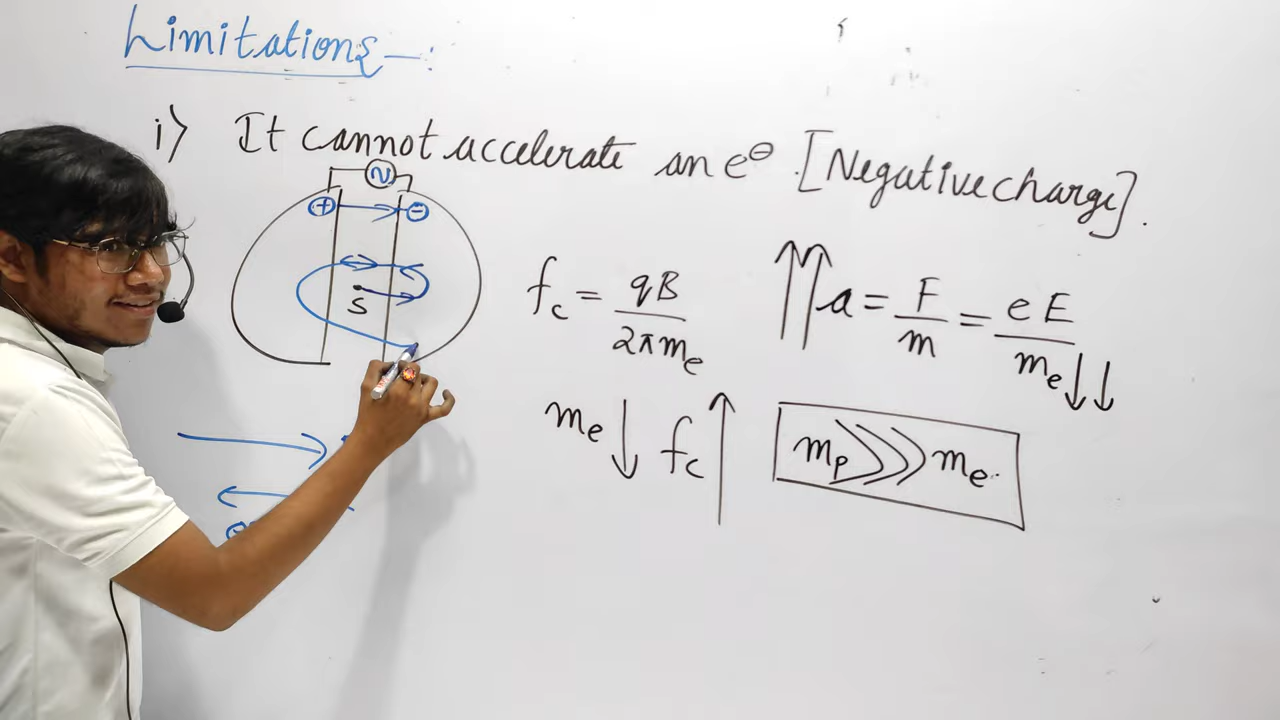 Limitations -:
i) It cannot accelerate an e⊖. [Negative charge].
~
+ -
S
f_c = qB / 2πm_e
a = F/m = eE/m_e ↓↓
↑↑
m_e ↓ f_c ↑
m_p >>> m_e